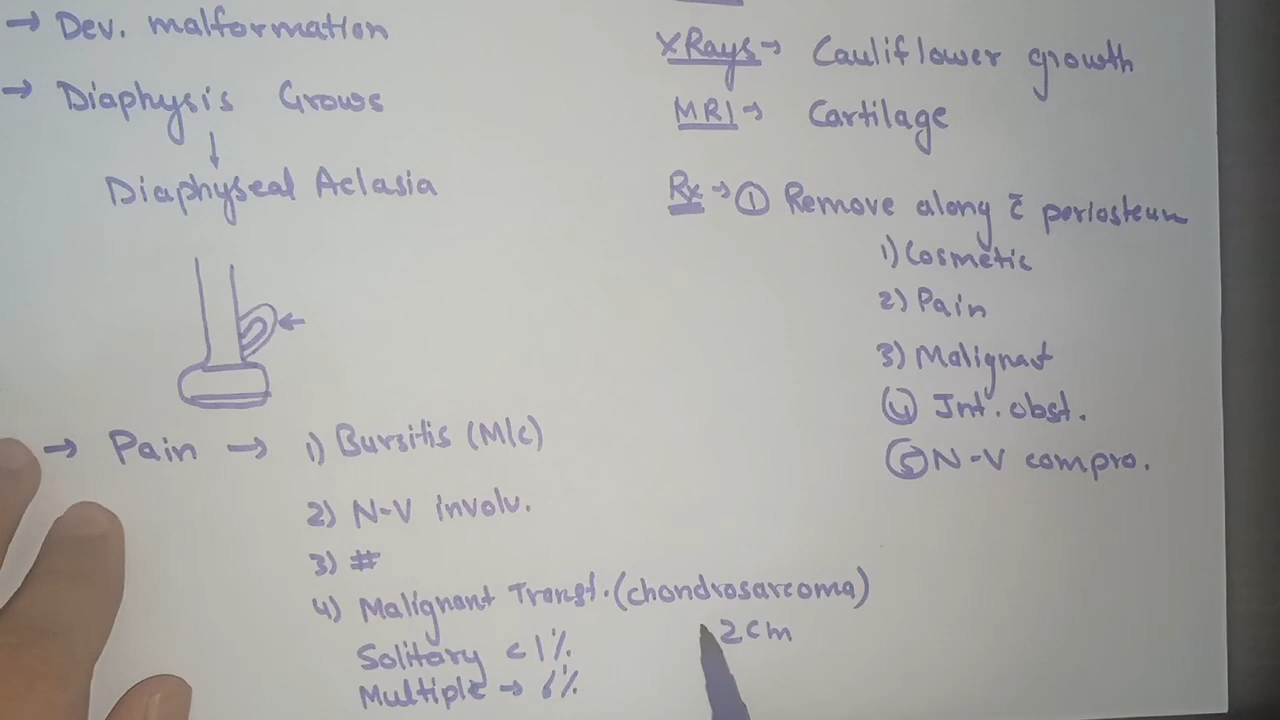 → Dev. malformation
→ Diaphysis Grows
↓
Diaphyseal Aclasia
→ Pain → 1) Bursitis (M/c)
2) N-V involv.
3) #
4) Malignant Transf. (chondrosarcoma)
2cm
Solitary < 1%
Multiple → 6%
XRays → Cauliflower growth
MRI → Cartilage
Rx → ① Remove along c̄ periosteum
1) Cosmetic
2) Pain
3) Malignat
④ Int. obst.
⑤ N-V compro.